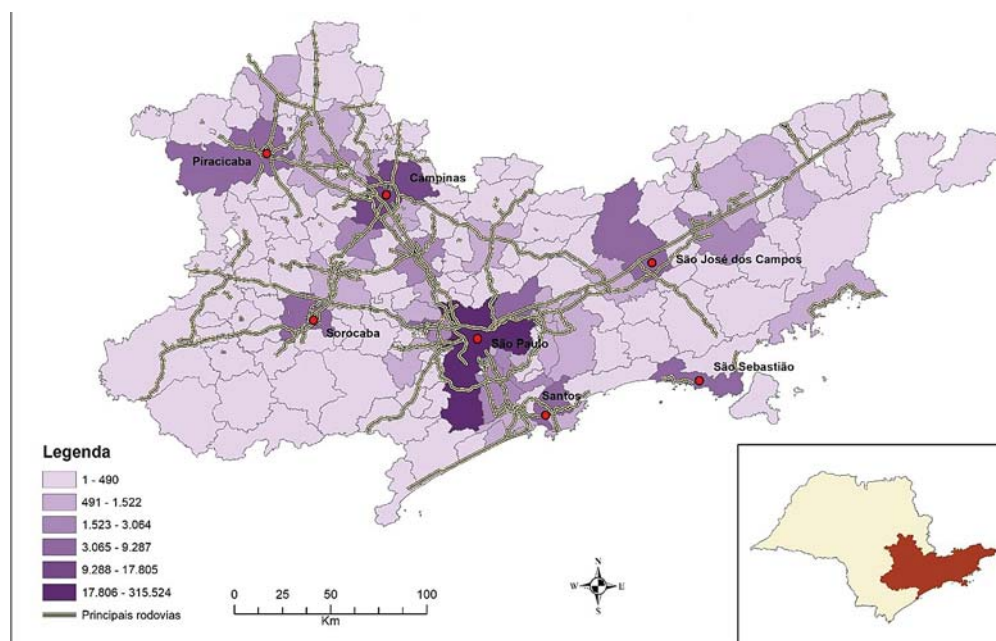 Piracicaba
Campinas
São José dos Campos
Sorocaba
São Paulo
São Sebastião
Santos
Legenda
1 - 490
491 - 1.522
1.523 - 3.064
3.065 - 9.287
9.288 - 17.805
17.806 - 315.524
Principais rodovias
0 25 50 100
Km
N
W E
S